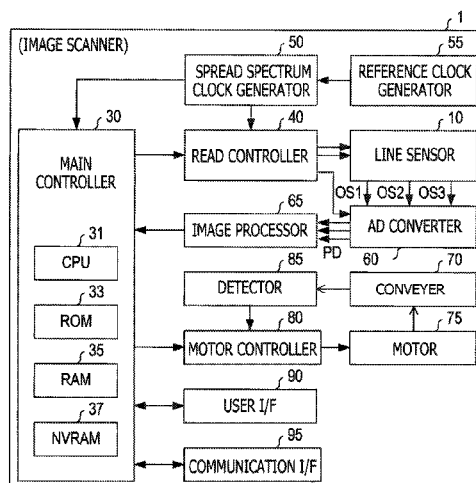 1
(IMAGE SCANNER)
50
55
SPREAD SPECTRUM
CLOCK GENERATOR
REFERENCE CLOCK
GENERATOR
30
40
10
MAIN
CONTROLLER
READ CONTROLLER
LINE SENSOR
OS1
OS2
OS3
65
IMAGE PROCESSOR
AD CONVERTER
PD
60
31
CPU
85
70
DETECTOR
CONVEYER
33
ROM
80
75
MOTOR CONTROLLER
MOTOR
35
RAM
90
USER I/F
37
NVRAM
95
COMMUNICATION I/F